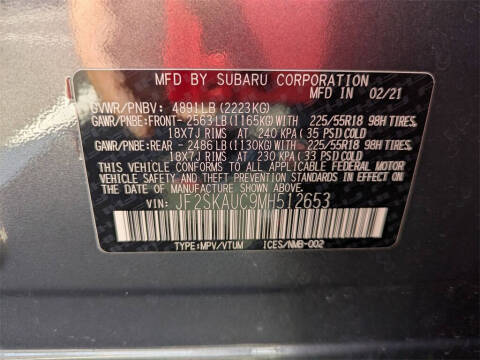 MFD BY SUBARU CORPORATION
MFD IN 02/21
GVWR/PNBV: 4891LB (2223KG)
GAWR/PNBE:FRONT- 2563LB (1165KG) 225/55R18 98H TIRES,
18X7J RIMS AT 240 KPA (35 PSI) COLD
GAWR/PNBE:REAR - 2486LB (1130KG) 225/55R18 98H TIRES,
18X7J RIMS AT 230 KPA (33 PSI) COLD
THIS VEHICLE CONFORMS TO ALL APPLICABLE FEDERAL MOTOR
VEHICLE SAFETY AND THEFT PREVENTION STANDARDS IN EFFECT
ON THE DATE OF MANUFACTURE SHOWN ABOVE.
VIN: JF2SKAUC9MH512653
TYPE:MPV/VTUM ICES/NMB-002